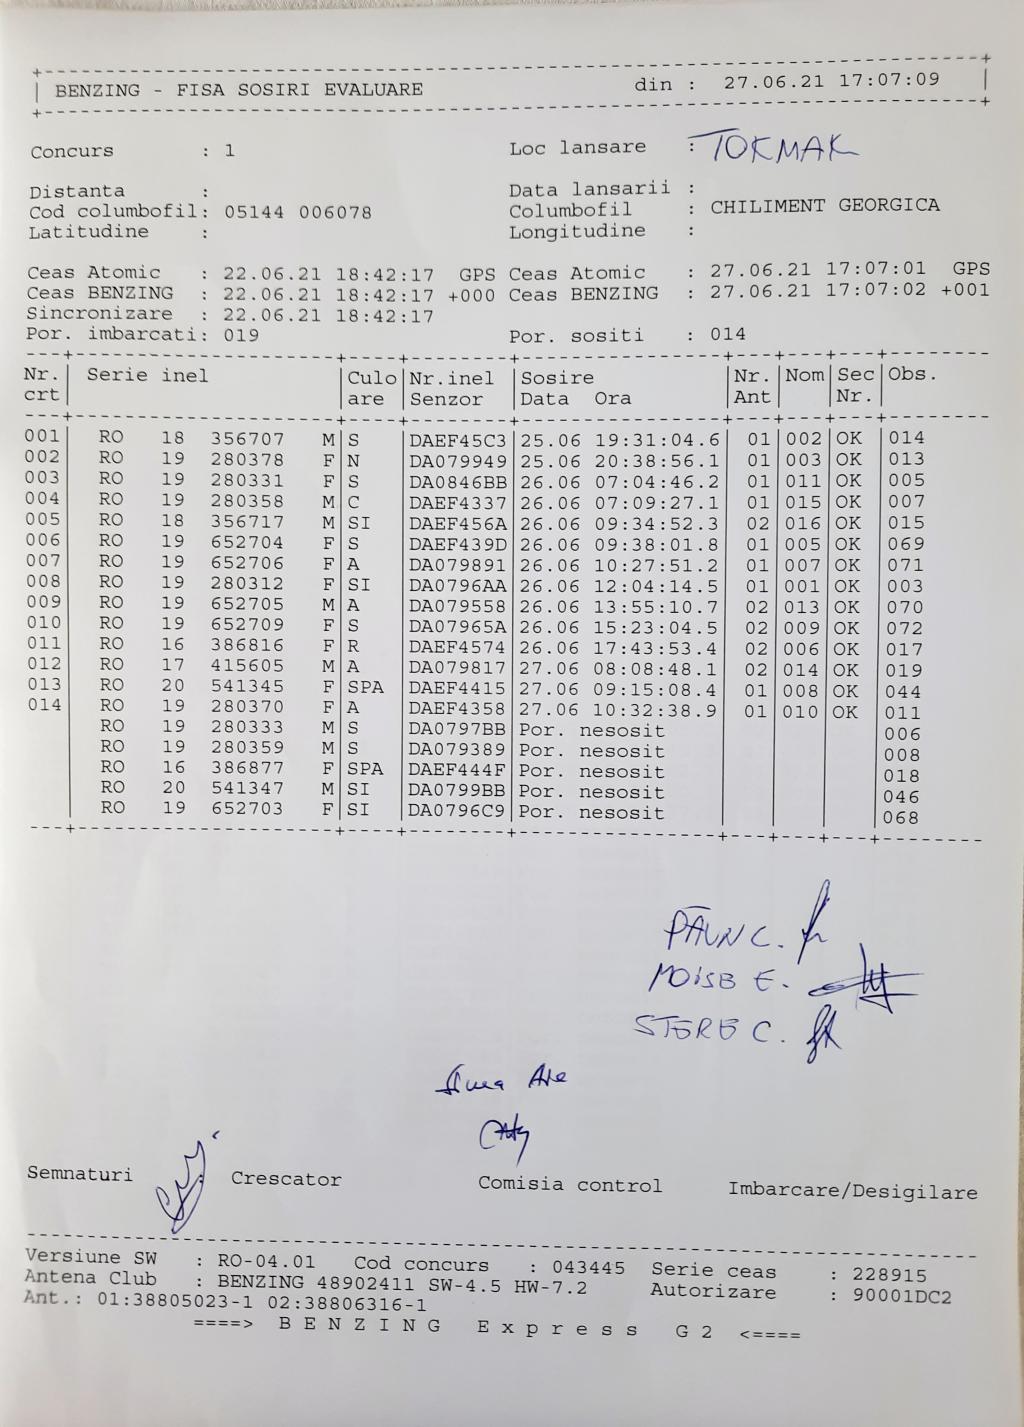 BENZING - FISA SOSIRI EVALUARE din : 27.06.21 17:07:09
Concurs : 1 Loc lansare : TOKMAK
Distanta : Data lansarii :
Cod columbofil: 05144 006078 Columbofil : CHILIMENT GEORGICA
Latitudine : Longitudine :
Ceas Atomic : 22.06.21 18:42:17 GPS Ceas Atomic : 27.06.21 17:07:01 GPS
Ceas BENZING : 22.06.21 18:42:17 +000 Ceas BENZING : 27.06.21 17:07:02 +001
Sincronizare : 22.06.21 18:42:17
Por. imbarcati: 019 Por. sositi : 014
Nr. Serie inel Culo Nr.inel Sosire Nr. Nom Sec Obs.
crt are Senzor Data Ora Ant Nr.
001 RO 18 356707 M S DAEF45C3 25.06 19:31:04.6 01 002 OK 014
002 RO 19 280378 F N DA079949 25.06 20:38:56.1 01 003 OK 013
003 RO 19 280331 F S DA0846BB 26.06 07:04:46.2 01 011 OK 005
004 RO 19 280358 M C DAEF4337 26.06 07:09:27.1 01 015 OK 007
005 RO 18 356717 M SI DAEF456A 26.06 09:34:52.3 02 016 OK 015
006 RO 19 652704 F S DAEF439D 26.06 09:38:01.8 01 005 OK 069
007 RO 19 652706 F A DA079891 26.06 10:27:51.2 01 007 OK 071
008 RO 19 280312 F SI DA0796AA 26.06 12:04:14.5 01 001 OK 003
009 RO 19 652705 M A DA079558 26.06 13:55:10.7 02 013 OK 070
010 RO 19 652709 F S DA07965A 26.06 15:23:04.5 02 009 OK 072
011 RO 16 386816 F R DAEF4574 26.06 17:43:53.4 02 006 OK 017
012 RO 17 415605 M A DA079817 27.06 08:08:48.1 02 014 OK 019
013 RO 20 541345 F SPA DAEF4415 27.06 09:15:08.4 01 008 OK 044
014 RO 19 280370 F A DAEF4358 27.06 10:32:38.9 01 010 OK 011
RO 19 280333 M S DA0797BB Por. nesosit 006
RO 19 280359 M S DA079389 Por. nesosit 008
RO 16 386877 F SPA DAEF444F Por. nesosit 018
RO 20 541347 M SI DA0799BB Por. nesosit 046
RO 19 652703 F SI DA0796C9 Por. nesosit 068
PĂUN C.
MOISE E.
STERE C.
Semnaturi Crescator Comisia control Imbarcare/Desigilare
Versiune SW : RO-04.01 Cod concurs : 043445 Serie ceas : 228915
Antena Club : BENZING 48902411 SW-4.5 HW-7.2 Autorizare : 90001DC2
Ant.: 01:38805023-1 02:38806316-1
====> B E N Z I N G E x p r e s s G 2 <====